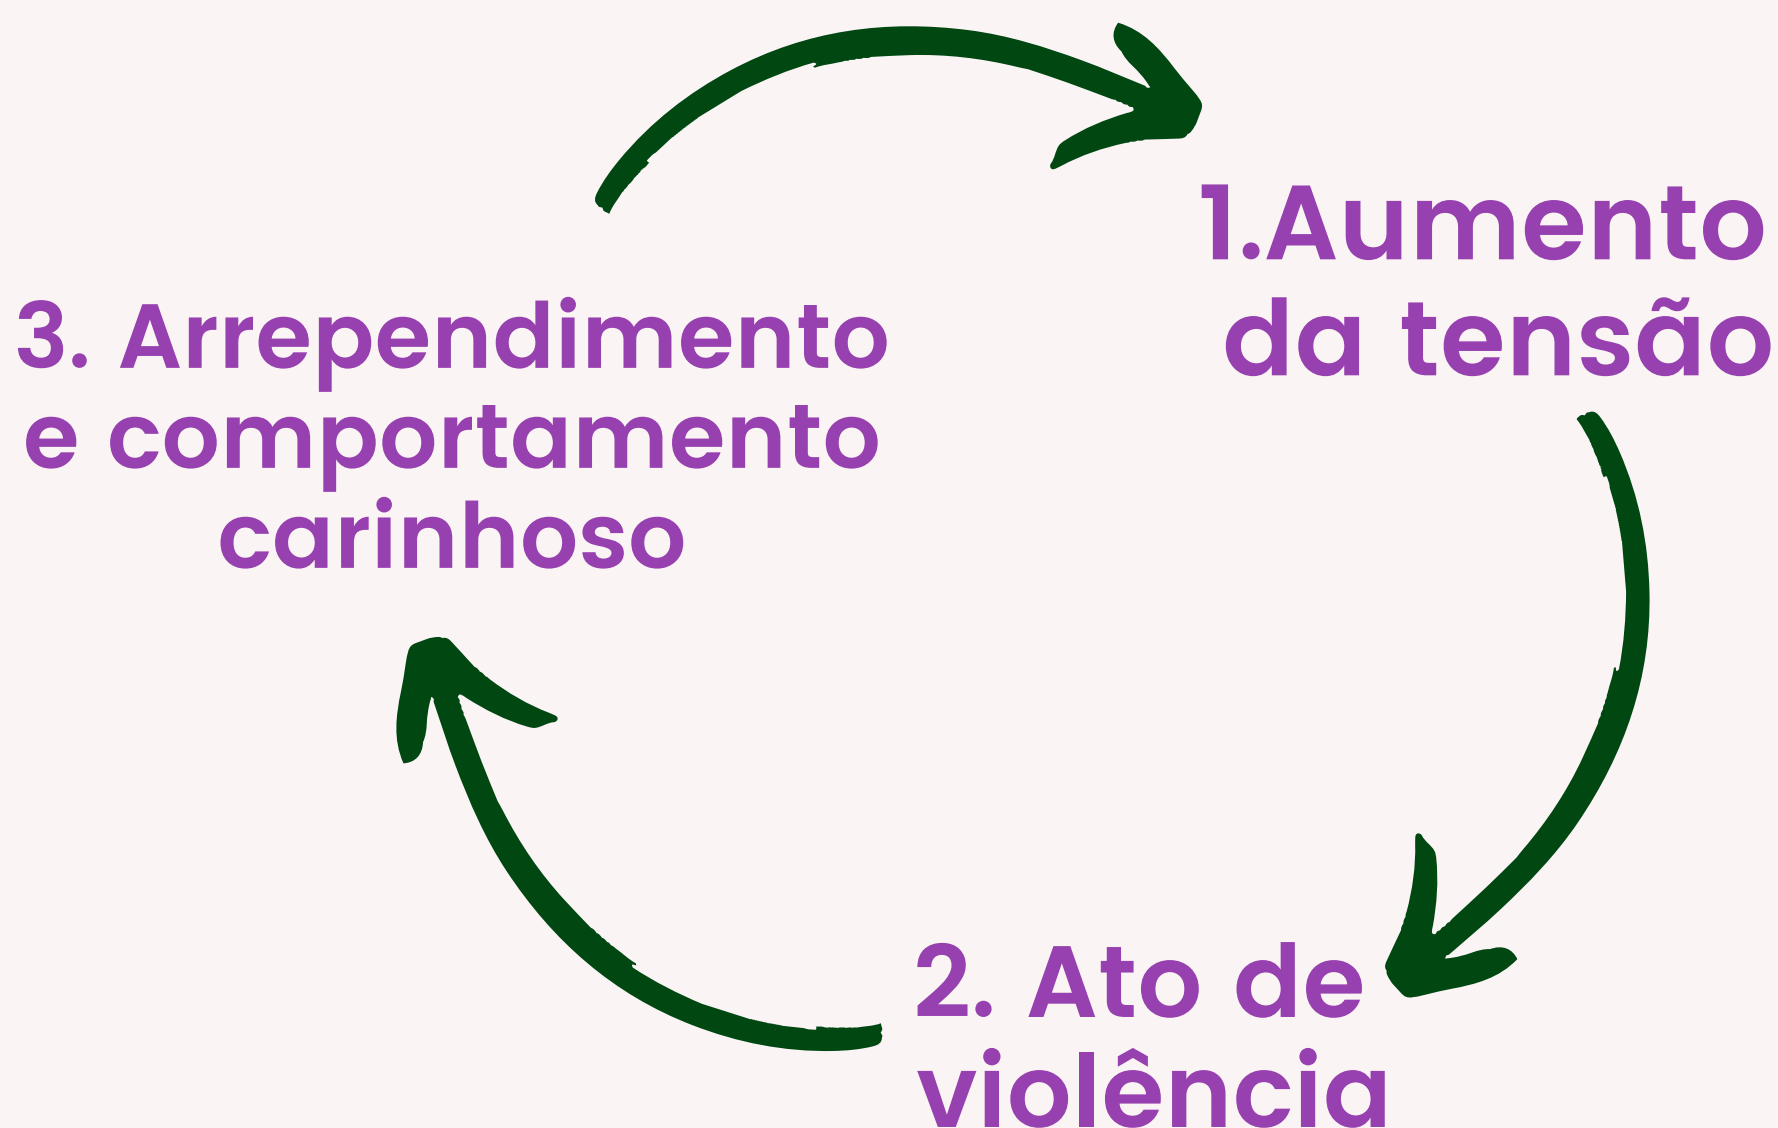 1.Aumento
da tensão
2. Ato de
violência
3. Arrependimento
e comportamento
carinhoso